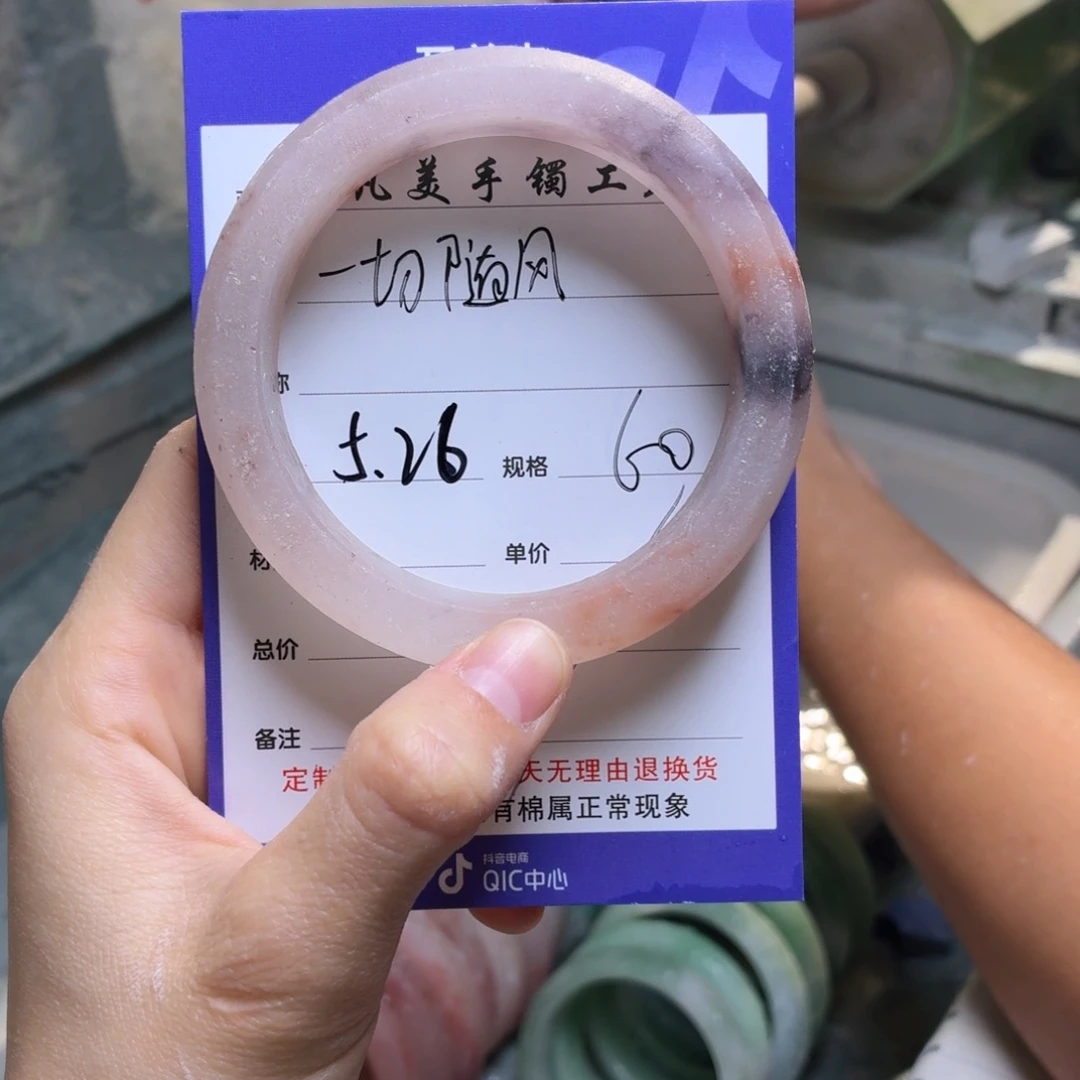 美手镯工
一切随风
称
5.26 规格 60
材 单价
总价
备注
定制 天无理由退换货
有棉属正常现象
抖音电商
QIC中心